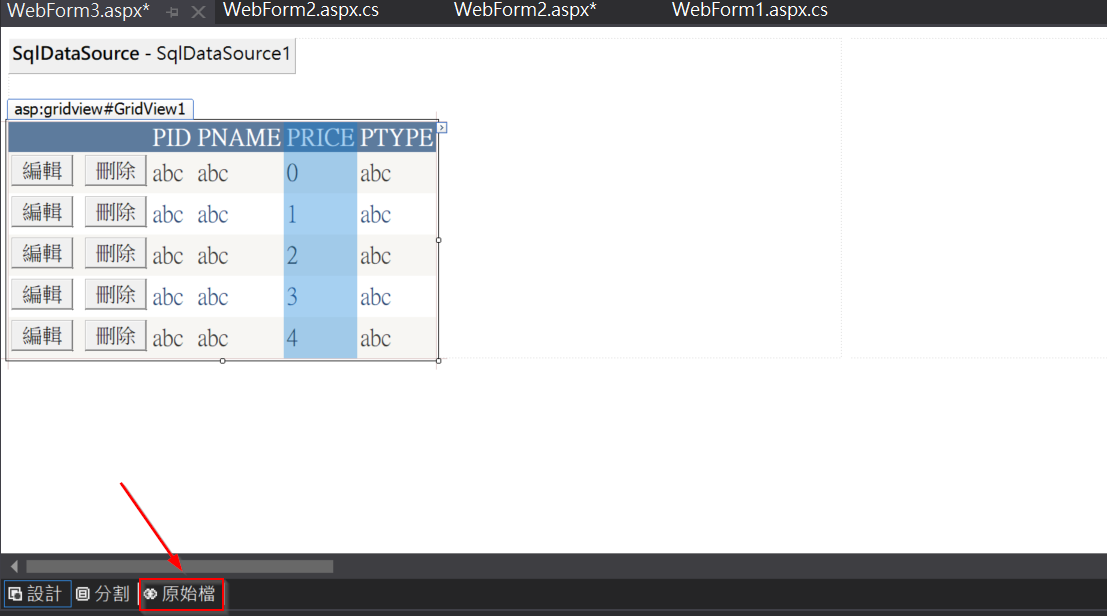 WebForm3.aspx* WebForm2.aspx.cs WebForm2.aspx* WebForm1.aspx.cs
SqlDataSource - SqlDataSource1
asp:gridview#GridView1
PID PNAME PRICE PTYPE
編輯 刪除 abc abc 0 abc
編輯 刪除 abc abc 1 abc
編輯 刪除 abc abc 2 abc
編輯 刪除 abc abc 3 abc
編輯 刪除 abc abc 4 abc
設計 分割 原始檔